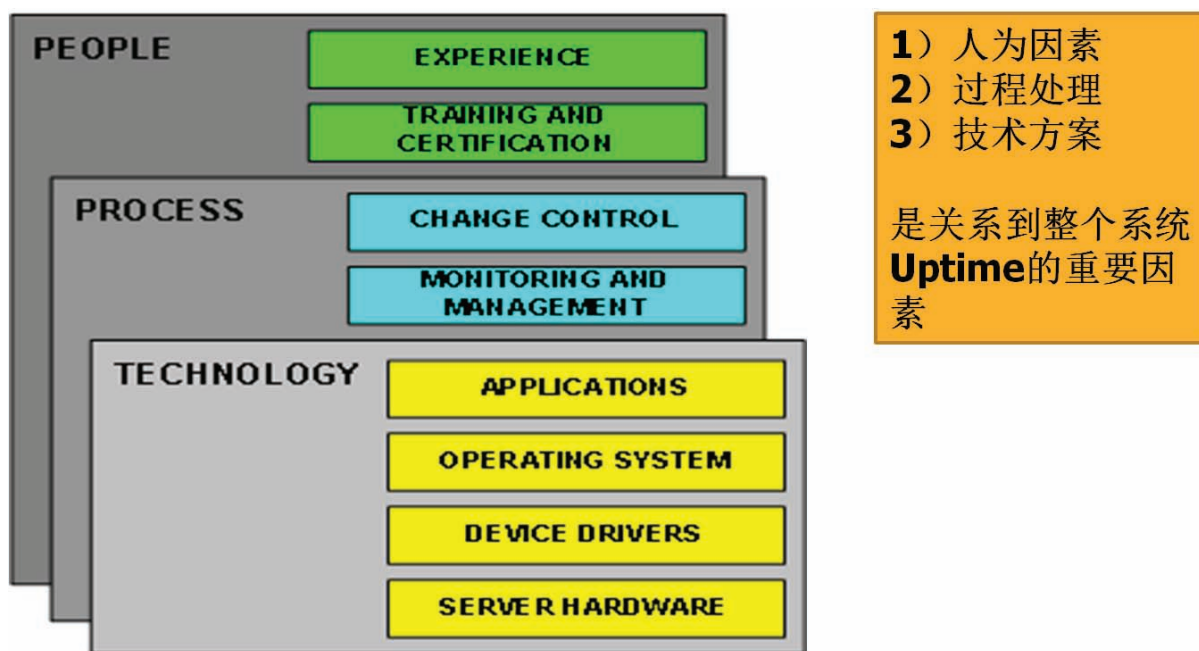 PEOPLE
EXPERIENCE
TRAINING AND
CERTIFICATION
PROCESS
CHANGE CONTROL
MONITORING AND
MANAGEMENT
TECHNOLOGY
APPLICATIONS
OPERATING SYSTEM
DEVICE DRIVERS
SERVER HARDWARE
1）人为因素
2）过程处理
3）技术方案
是关系到整个系统
Uptime的重要因
素